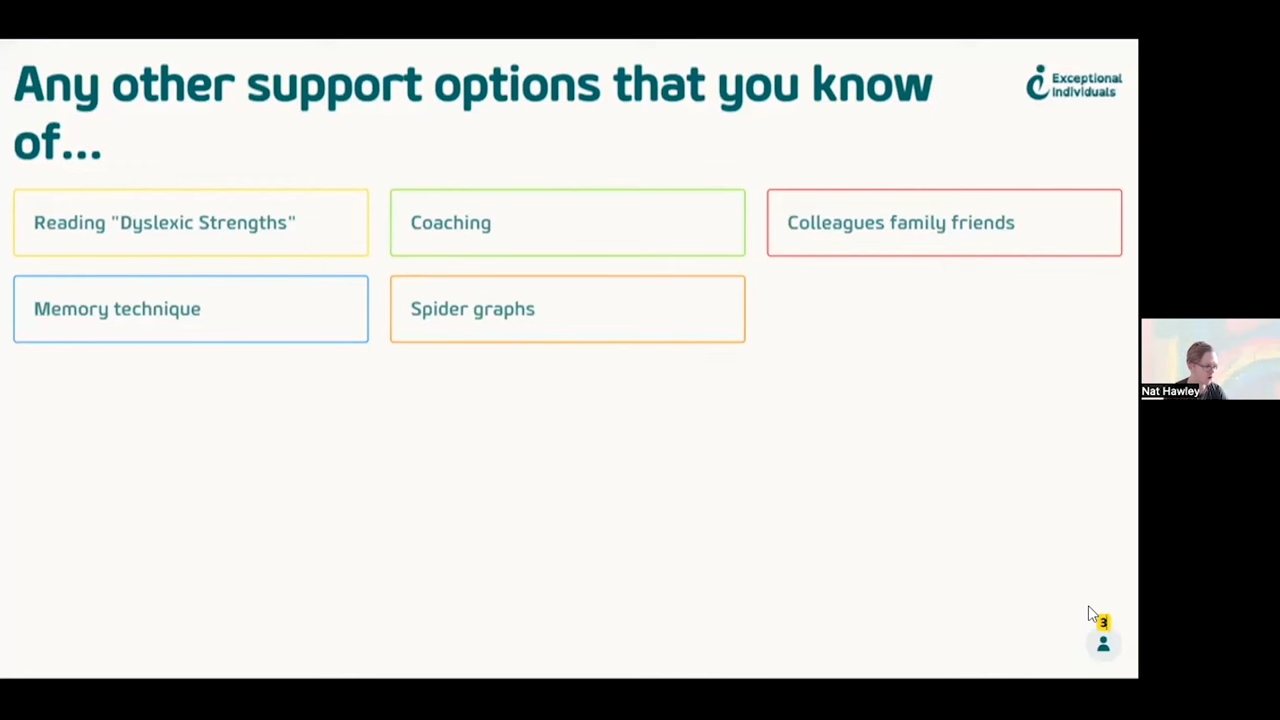 Any other support options that you know
of...
Exceptional
Individuals
Reading "Dyslexic Strengths"
Coaching
Colleagues family friends
Memory technique
Spider graphs
Nat Hawley
3